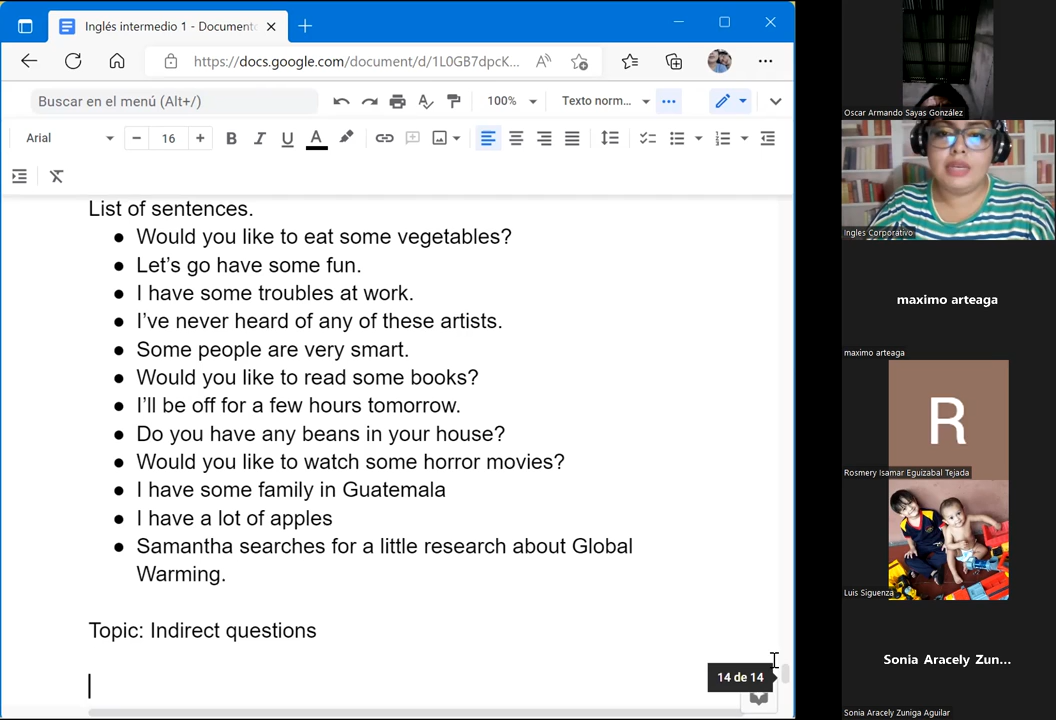 Inglés intermedio 1 - Documento
https://docs.google.com/document/d/1L0GB7dpcK...
Buscar en el menú (Alt+/)
100%
Texto norm...
Arial
16
List of sentences.
● Would you like to eat some vegetables?
● Let's go have some fun.
● I have some troubles at work.
● I've never heard of any of these artists.
● Some people are very smart.
● Would you like to read some books?
● I'll be off for a few hours tomorrow.
● Do you have any beans in your house?
● Would you like to watch some horror movies?
● I have some family in Guatemala
● I have a lot of apples
● Samantha searches for a little research about Global
Warming.
Topic: Indirect questions
14 de 14
Oscar Armando Sayas González
Ingles Corporativo
maximo arteaga
maximo arteaga
R
Rosmery Isamar Eguizabal Tejada
Luis Siguenza
Sonia Aracely Zun...
Sonia Aracely Zuniga Aguilar